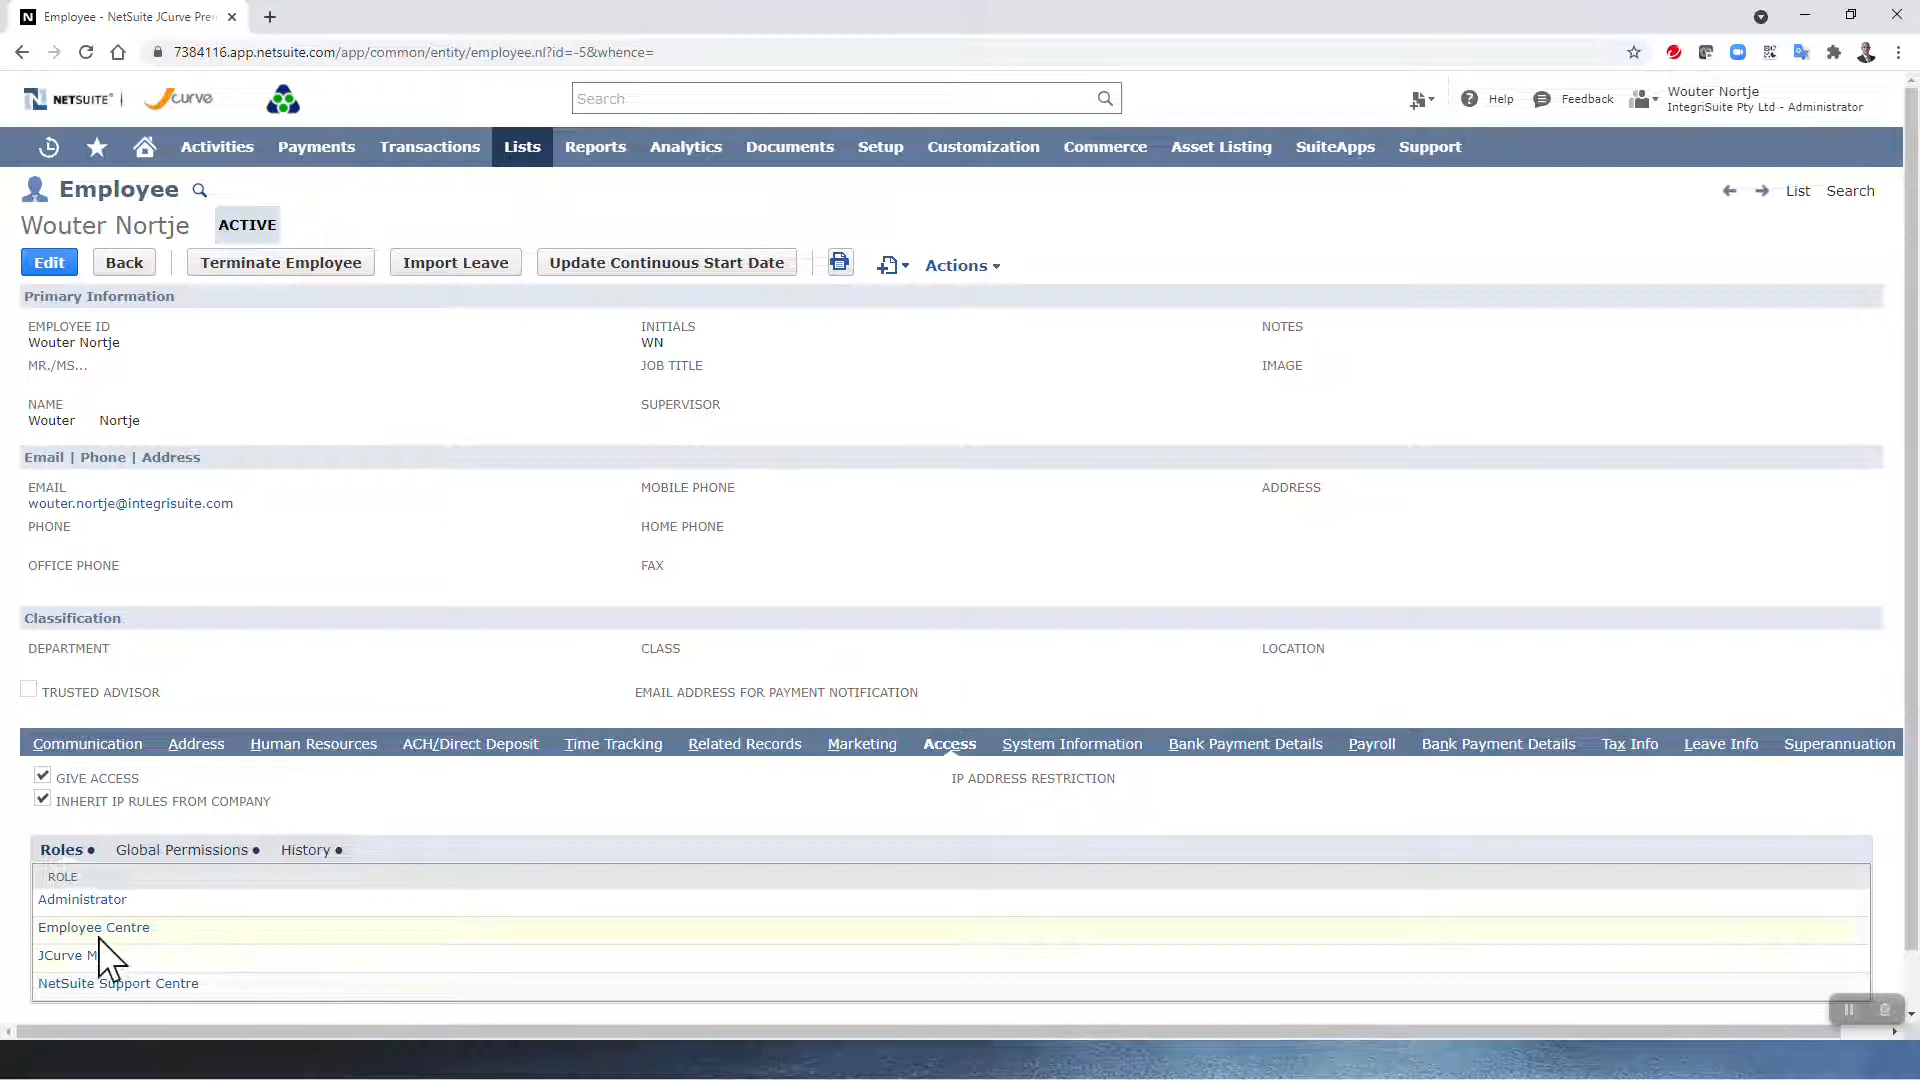 Employee - NetSuite JCurve Pre
7384116.app.netsuite.com/app/common/entity/employee.nl?id=-5&whence=
N NETSUITE
Jcurve
Search
Help
Feedback
Wouter Nortje
IntegriSuite Pty Ltd - Administrator
Activities Payments Transactions Lists Reports Analytics Documents Setup Customization Commerce Asset Listing SuiteApps Support
Employee
List Search
Wouter Nortje ACTIVE
Edit Back Terminate Employee Import Leave Update Continuous Start Date Actions
Primary Information
EMPLOYEE ID INITIALS NOTES
Wouter Nortje WN
MR./MS... JOB TITLE IMAGE
NAME SUPERVISOR
Wouter Nortje
Email | Phone | Address
EMAIL MOBILE PHONE ADDRESS
wouter.nortje@integrisuite.com
PHONE HOME PHONE
OFFICE PHONE FAX
Classification
DEPARTMENT CLASS LOCATION
TRUSTED ADVISOR EMAIL ADDRESS FOR PAYMENT NOTIFICATION
Communication Address Human Resources ACH/Direct Deposit Time Tracking Related Records Marketing Access System Information Bank Payment Details Payroll Bank Payment Details Tax Info Leave Info Superannuation
GIVE ACCESS IP ADDRESS RESTRICTION
INHERIT IP RULES FROM COMPANY
Roles • Global Permissions • History •
ROLE
Administrator
Employee Centre
JCurve M
NetSuite Support Centre